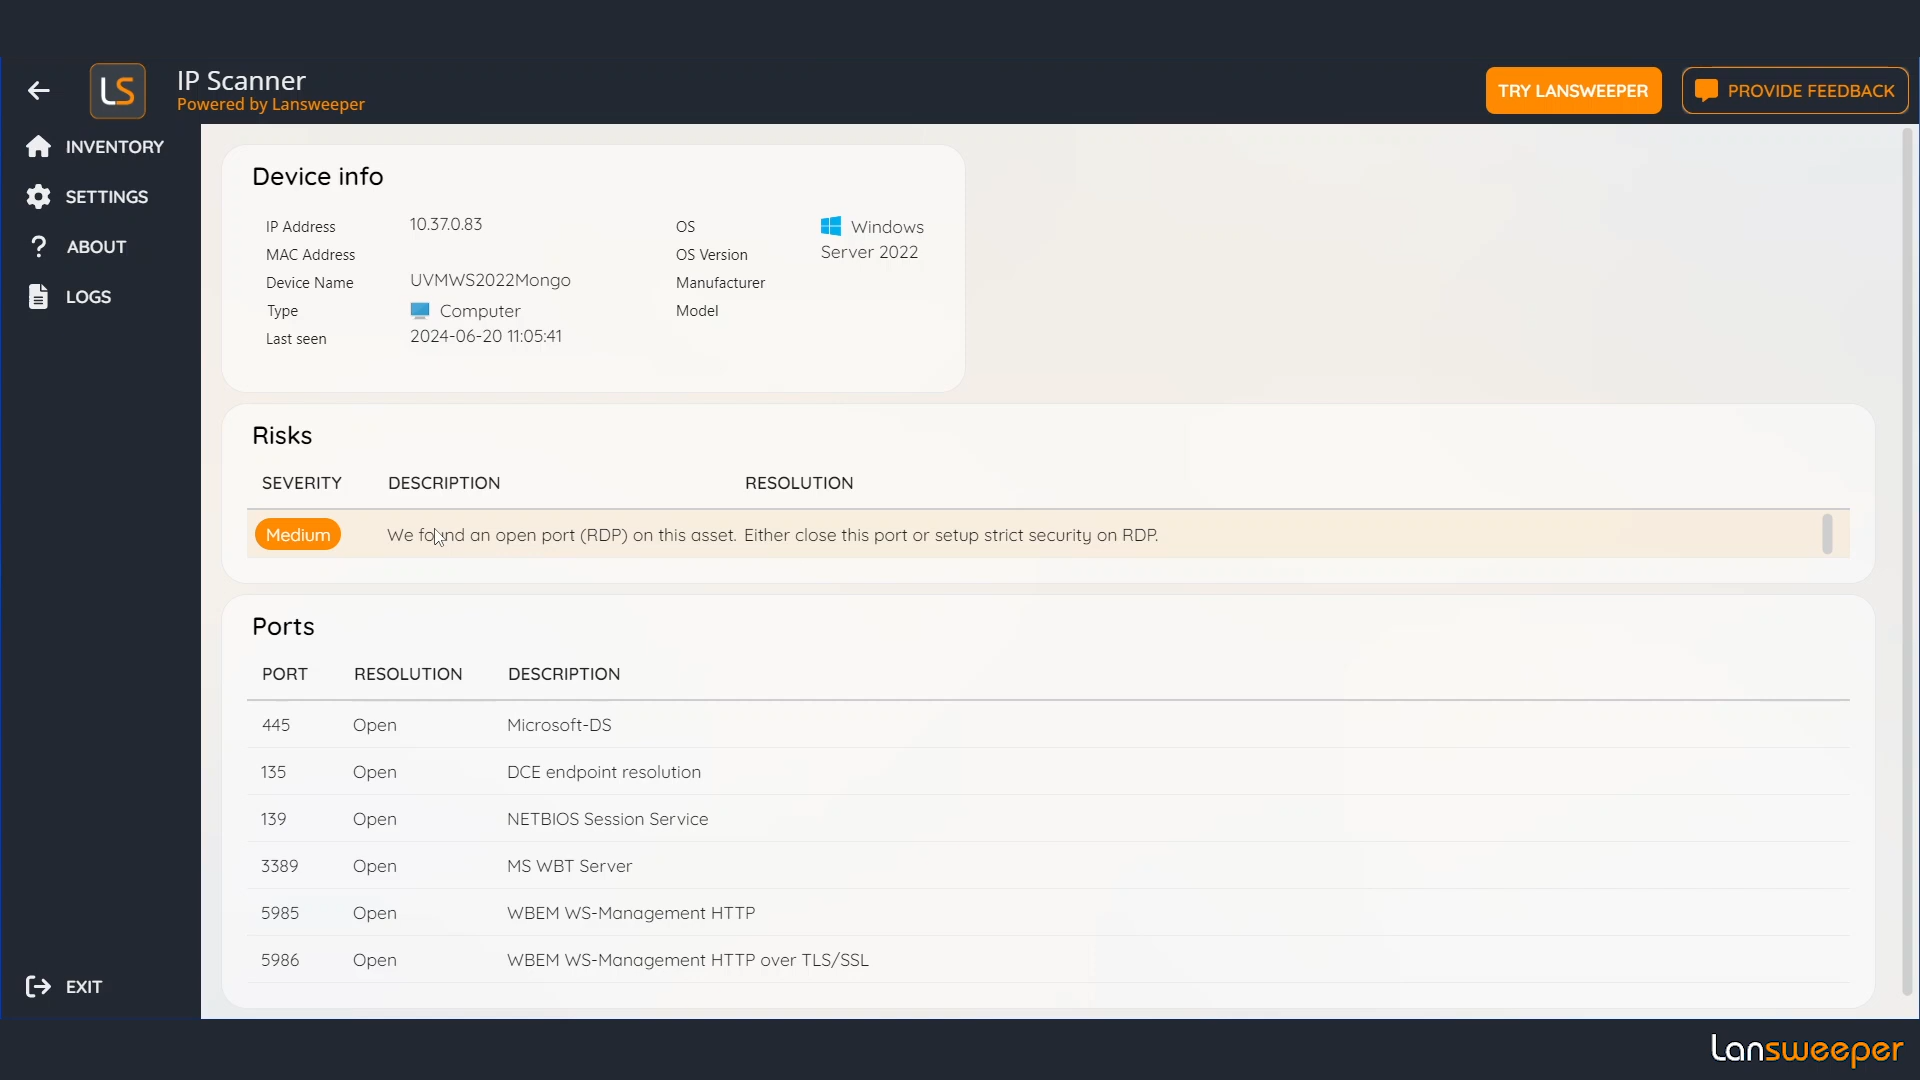 LS
IP Scanner
Powered by Lansweeper
TRY LANSWEEPER
PROVIDE FEEDBACK
INVENTORY
SETTINGS
ABOUT
LOGS
EXIT
Device info
IP Address 10.37.0.83
MAC Address
Device Name UVMWS2022Mongo
Type Computer
Last seen 2024-06-20 11:05:41
OS Windows
OS Version Server 2022
Manufacturer
Model
Risks
SEVERITY DESCRIPTION RESOLUTION
Medium We found an open port (RDP) on this asset. Either close this port or setup strict security on RDP.
Ports
PORT RESOLUTION DESCRIPTION
445 Open Microsoft-DS
135 Open DCE endpoint resolution
139 Open NETBIOS Session Service
3389 Open MS WBT Server
5985 Open WBEM WS-Management HTTP
5986 Open WBEM WS-Management HTTP over TLS/SSL
Lansweeper